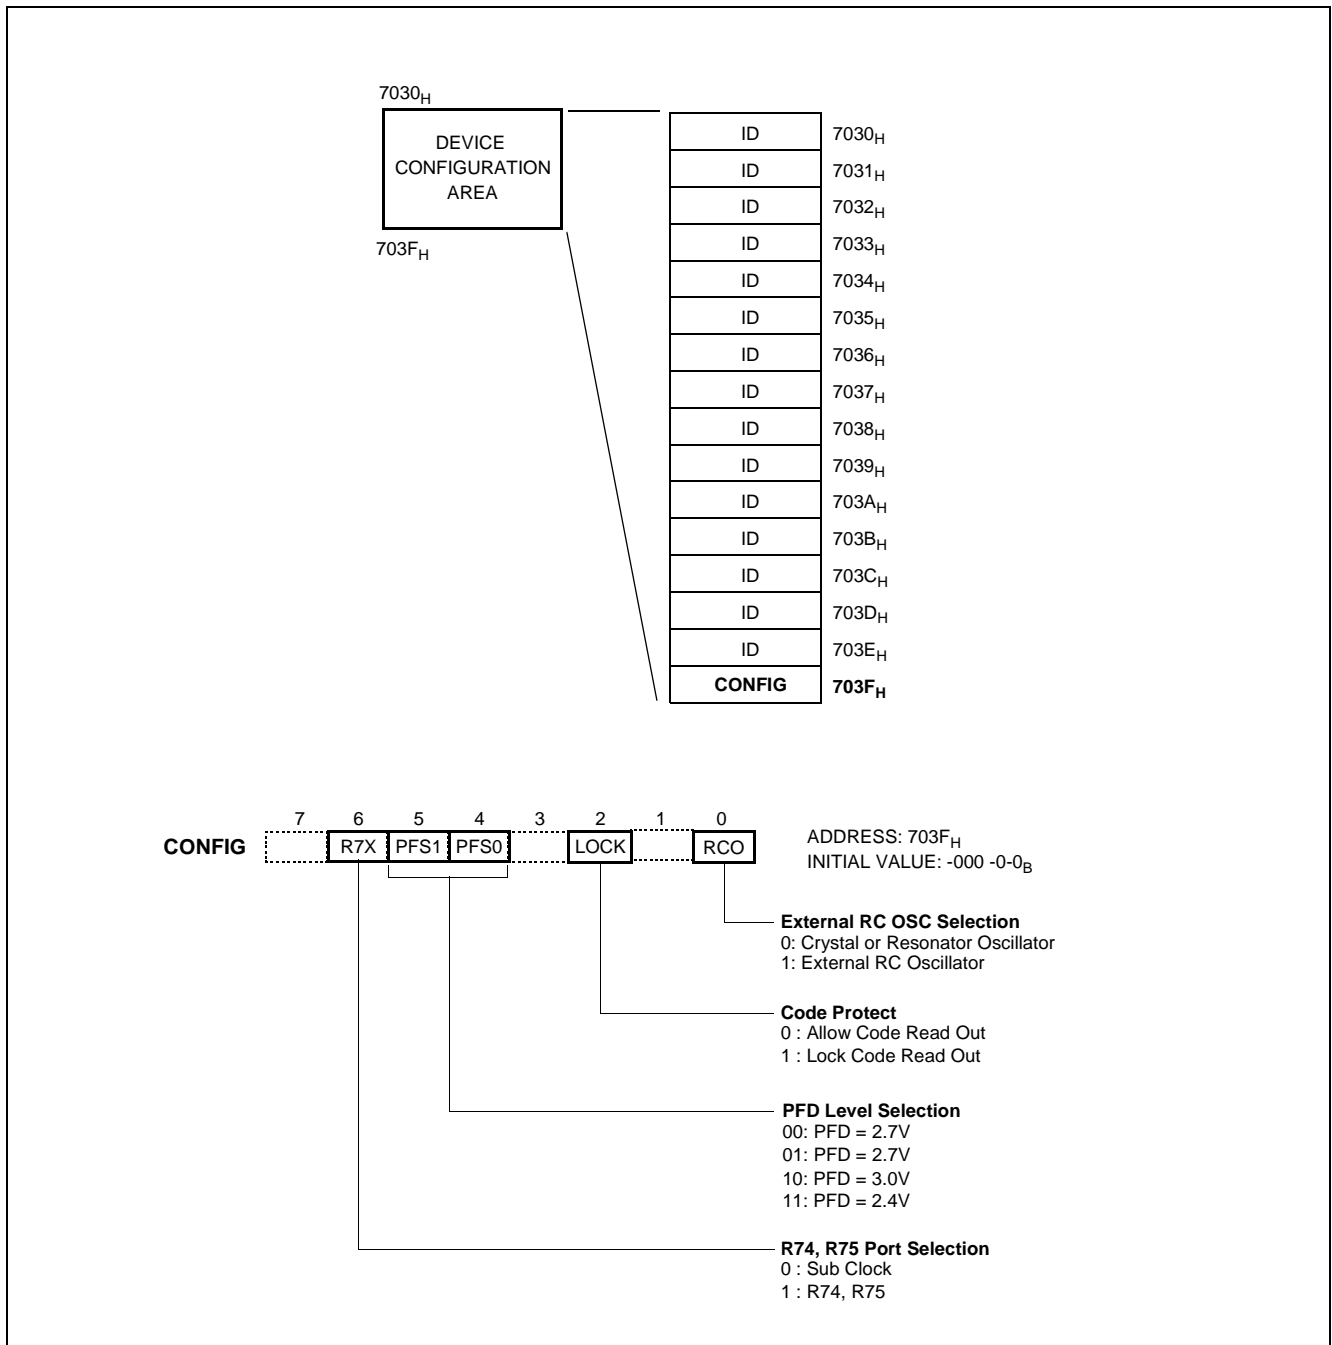 7030H
DEVICE
CONFIGURATION
AREA
703FH
ID 7030H
ID 7031H
ID 7032H
ID 7033H
ID 7034H
ID 7035H
ID 7036H
ID 7037H
ID 7038H
ID 7039H
ID 703AH
ID 703BH
ID 703CH
ID 703DH
ID 703EH
CONFIG 703FH
7 6 5 4 3 2 1 0
CONFIG R7X PFS1 PFS0 LOCK RCO
ADDRESS: 703FH
INITIAL VALUE: -000 -0-0B
External RC OSC Selection
0: Crystal or Resonator Oscillator
1: External RC Oscillator
Code Protect
0 : Allow Code Read Out
1 : Lock Code Read Out
PFD Level Selection
00: PFD = 2.7V
01: PFD = 2.7V
10: PFD = 3.0V
11: PFD = 2.4V
R74, R75 Port Selection
0 : Sub Clock
1 : R74, R75